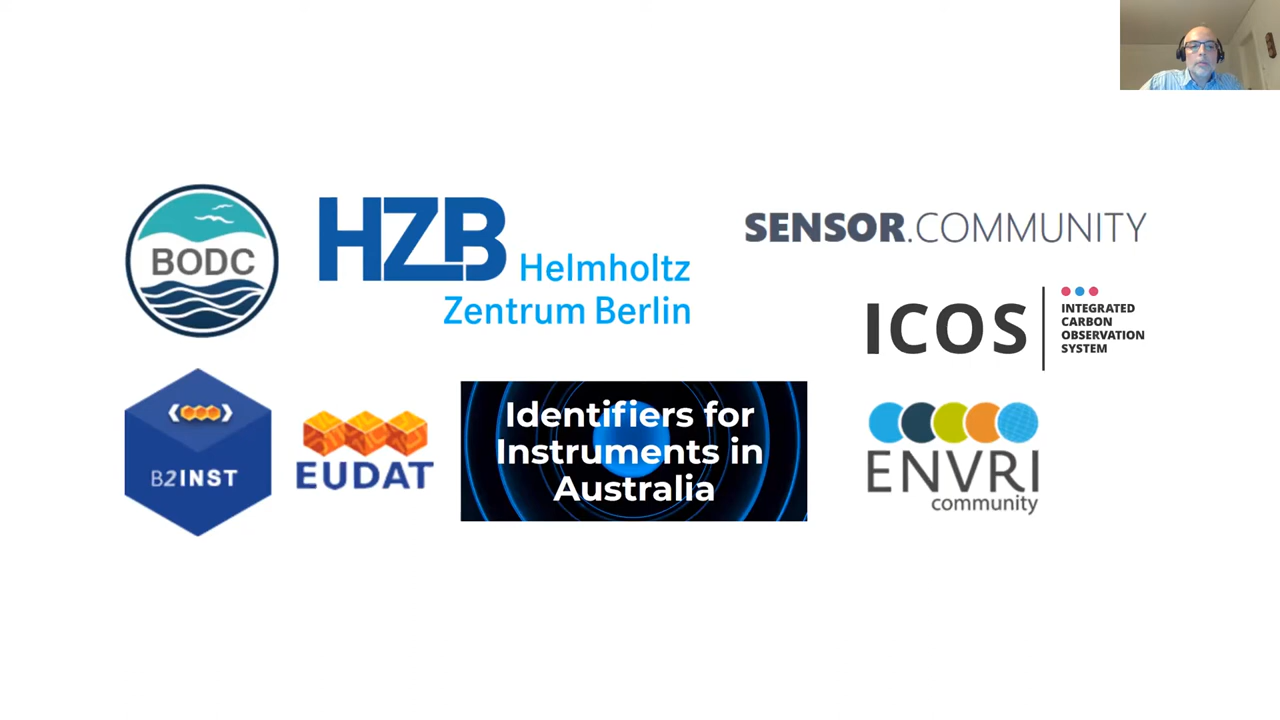 BODC
HZB Helmholtz
Zentrum Berlin
SENSOR.COMMUNITY
ICOS
INTEGRATED
CARBON
OBSERVATION
SYSTEM
B2INST
EUDAT
Identifiers for
Instruments in
Australia
ENVRI
community